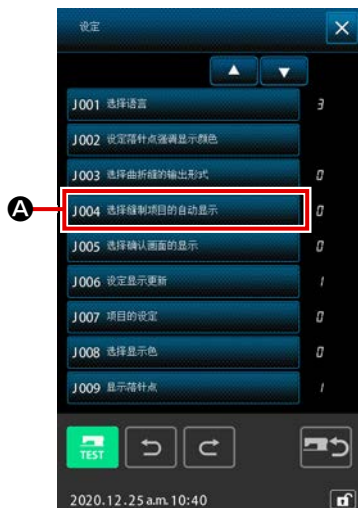 设定
J001 选择语言 3
J002 设定落针点强调显示颜色
J003 选择曲折缝的输出形式 0
A
J004 选择缝制项目的自动显示 0
J005 选择确认画面的显示 0
J006 设定显示更新 1
J007 项目的设定 0
J008 选择显示色 0
J009 显示落针点 1
TEST
2020.12.25 a.m. 10:40